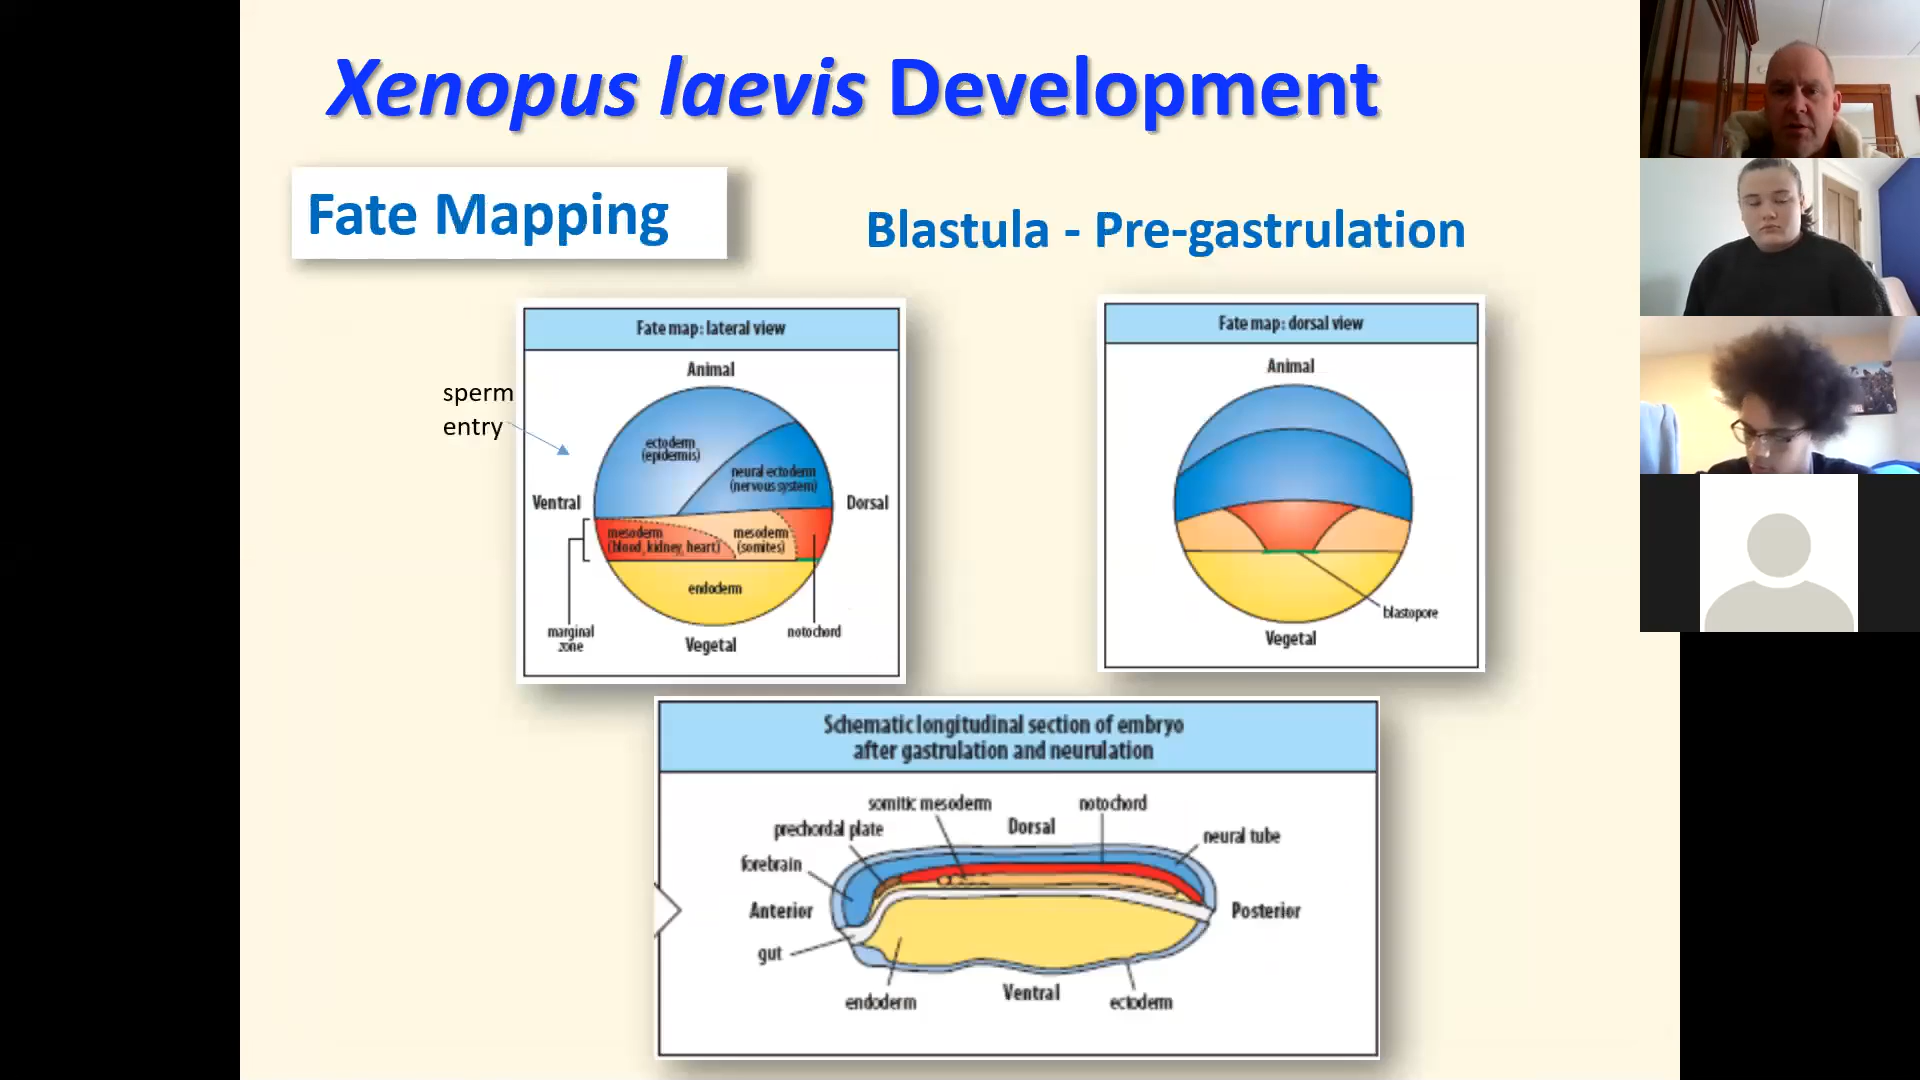 Xenopus laevis Development
Fate Mapping
Blastula - Pre-gastrulation
sperm
entry
Fate map: lateral view
Animal
ectoderm
(epidermis)
neural ectoderm
(nervous system)
Ventral
Dorsal
mesoderm
(blood, kidney, heart)
mesoderm
(somites)
endoderm
marginal
zone
notochord
Vegetal
Fate map: dorsal view
Animal
blastopore
Vegetal
Schematic longitudinal section of embryo
after gastrulation and neurulation
somitic mesoderm
notochord
prechordal plate
Dorsal
neural tube
forebrain
Anterior
Posterior
gut
endoderm
Ventral
ectoderm